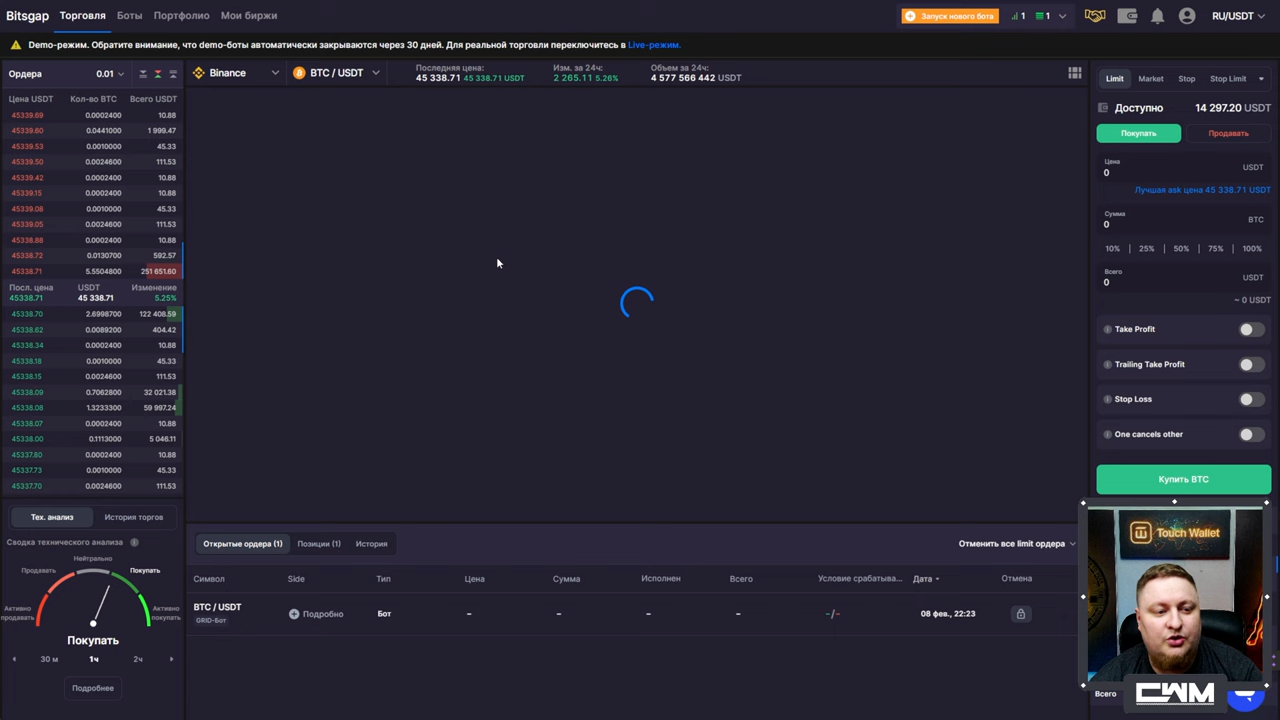 Bitsgap
Торговля
Боты
Портфолио
Мои биржи
Запуск нового бота
1
1
RU/USDT
Demo-режим. Обратите внимание, что demo-боты автоматически закрываются через 30 дней. Для реальной торговли переключитесь в Live-режим.
Ордера
0.01
Цена USDT Кол-во BTC Всего USDT
45339.69 0.0002400 10.88
45339.60 0.0441000 1 999.47
45339.53 0.0010000 45.33
45339.50 0.0024600 111.53
45339.42 0.0002400 10.88
45339.15 0.0002400 10.88
45339.08 0.0010000 45.33
45339.05 0.0024600 111.53
45338.88 0.0002400 10.88
45338.72 0.0130700 592.57
45338.71 5.5504800 251 651.60
Посл. цена USDT Изменение
45338.71 45 338.71 5.25%
45338.70 2.6998700 122 408.59
45338.62 0.0089200 404.42
45338.34 0.0002400 10.88
45338.18 0.0010000 45.33
45338.15 0.0024600 111.53
45338.09 0.7062800 32 021.38
45338.08 1.3233300 59 997.24
45338.07 0.0002400 10.88
45338.00 0.1113000 5 046.11
45337.80 0.0002400 10.88
45337.73 0.0010000 45.33
45337.70 0.0024600 111.53
Тех. анализ
История торгов
Сводка технического анализа
Нейтрально
Продавать
Покупать
Активно продавать
Активно покупать
Покупать
30 м
1ч
2ч
Подробнее
Binance
BTC / USDT
Последняя цена:
45 338.71 45 338.71 USDT
Изм. за 24ч:
2 265.11 5.26%
Объем за 24ч:
4 577 566 442 USDT
Открытые ордера (1)
Позиции (1)
История
Отменить все limit ордера
Символ Side Тип Цена Сумма Исполнен Всего Условие срабатыва... Дата Отмена
BTC / USDT
GRID-Бот
Подробно
Бот
– – – – –/–
08 фев., 22:23
Limit
Market
Stop
Stop Limit
Доступно
14 297.20 USDT
Покупать
Продавать
Цена
0
USDT
Лучшая ask цена 45 338.71 USDT
Сумма
0
BTC
10% | 25% | 50% | 75% | 100%
Всего
0
USDT
~ 0 USDT
Take Profit
Trailing Take Profit
Stop Loss
One cancels other
Купить BTC
Touch Wallet
Всего
CWM